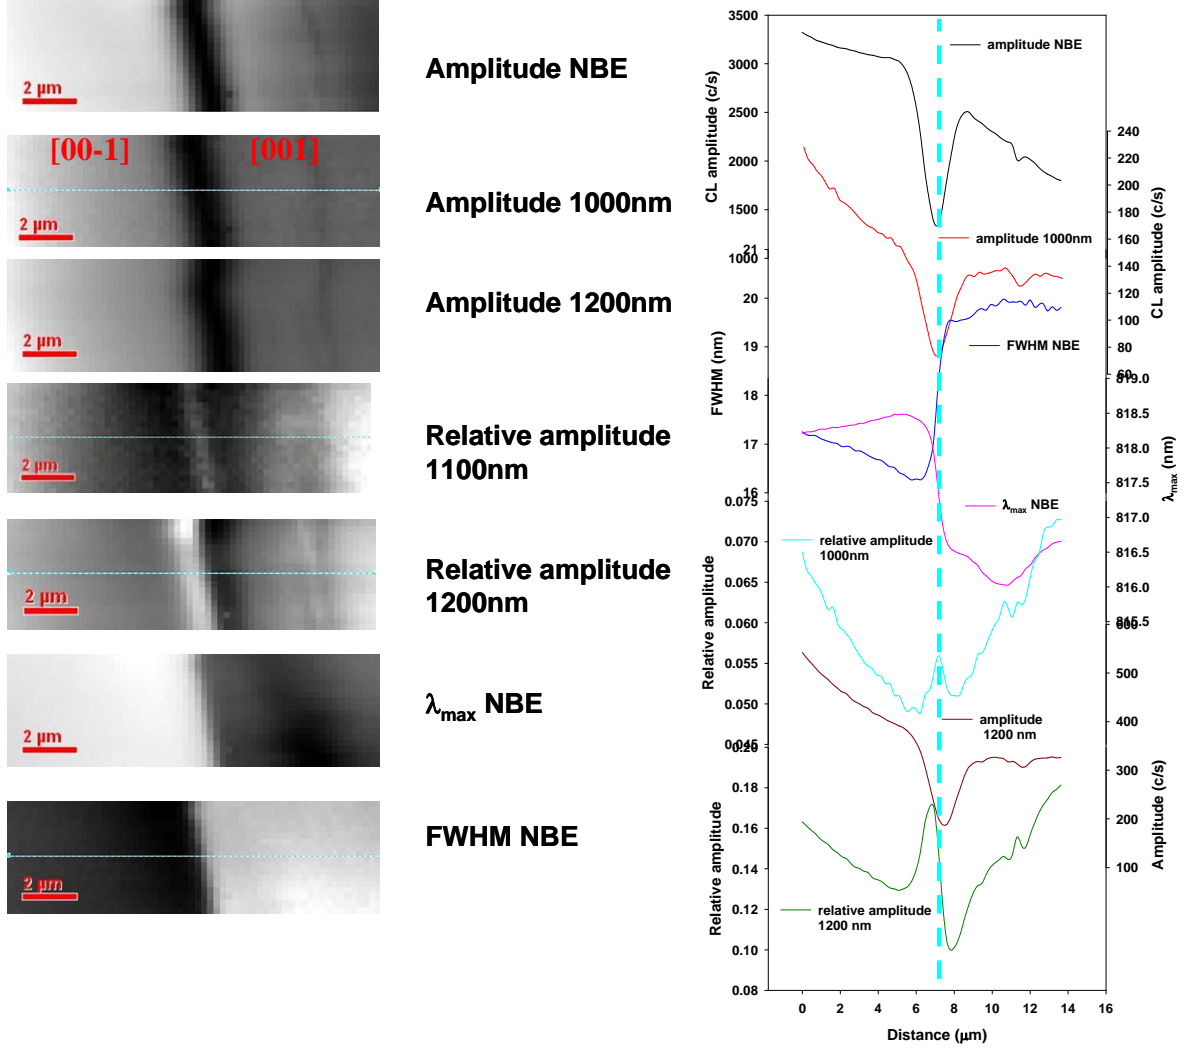 2 µm
Amplitude NBE
[00-1]
[001]
2 µm
Amplitude 1000nm
2 µm
Amplitude 1200nm
2 µm
Relative amplitude
1100nm
2 µm
Relative amplitude
1200nm
2 µm
λmax NBE
2 µm
FWHM NBE
3500
3000
2500
2000
1500
1000
CL amplitude (c/s)
amplitude NBE
240
220
200
180
160
140
120
100
80
60
CL amplitude (c/s)
amplitude 1000nm
21
20
19
18
17
16
FWHM (nm)
FWHM NBE
819.0
818.5
818.0
817.5
817.0
816.5
816.0
815.5
λmax (nm)
λmax NBE
0.075
0.070
0.065
0.060
0.055
0.050
0.045
Relative amplitude
relative amplitude
1000nm
600
500
400
300
200
100
Amplitude (c/s)
amplitude
1200 nm
0.20
0.18
0.16
0.14
0.12
0.10
0.08
Relative amplitude
relative amplitude
1200 nm
0
2
4
6
8
10
12
14
16
Distance (µm)